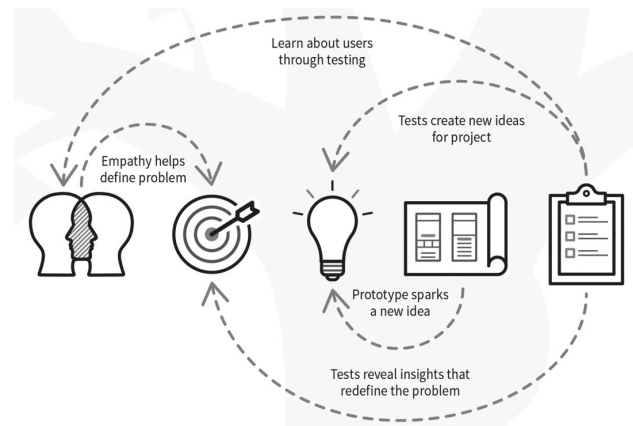 Learn about users
through testing
Tests create new ideas
for project
Empathy helps
define problem
Prototype sparks
a new idea
Tests reveal insights that
redefine the problem